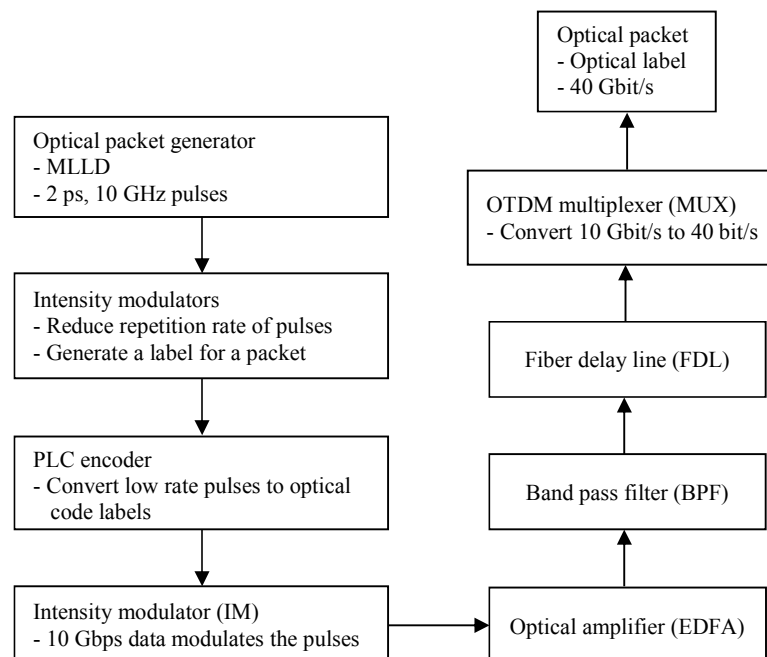 Optical packet generator
- MLLD
- 2 ps, 10 GHz pulses
Intensity modulators
- Reduce repetition rate of pulses
- Generate a label for a packet
PLC encoder
- Convert low rate pulses to optical
code labels
Intensity modulator (IM)
- 10 Gbps data modulates the pulses
Optical amplifier (EDFA)
Band pass filter (BPF)
Fiber delay line (FDL)
OTDM multiplexer (MUX)
- Convert 10 Gbit/s to 40 bit/s
Optical packet
- Optical label
- 40 Gbit/s